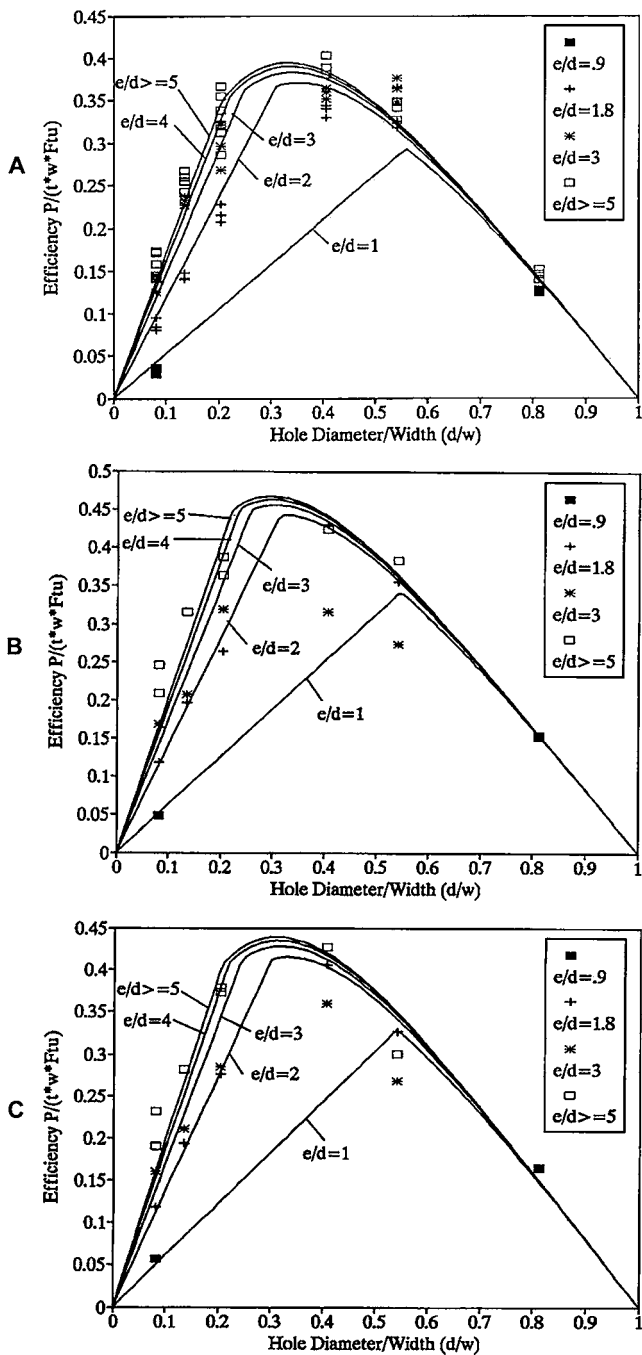 A
Efficiency P/(t*w*Ftu)
0.45
0.4
0.35
0.3
0.25
0.2
0.15
0.1
0.05
0
e/d>=5
e/d=4
e/d=3
e/d=2
e/d=1
e/d=.9
e/d=1.8
e/d=3
e/d>=5
0 0.1 0.2 0.3 0.4 0.5 0.6 0.7 0.8 0.9 1
Hole Diameter/Width (d/w)
B
Efficiency P/(t*w*Ftu)
0.5
0.45
0.4
0.35
0.3
0.25
0.2
0.15
0.1
0.05
0
e/d>=5
e/d=4
e/d=3
e/d=2
e/d=1
e/d=.9
e/d=1.8
e/d=3
e/d>=5
0 0.1 0.2 0.3 0.4 0.5 0.6 0.7 0.8 0.9 1
Hole Diameter/Width (d/w)
C
Efficiency P/(t*w*Ftu)
0.45
0.4
0.35
0.3
0.25
0.2
0.15
0.1
0.05
0
e/d>=5
e/d=4
e/d=3
e/d=2
e/d=1
e/d=.9
e/d=1.8
e/d=3
e/d>=5
0 0.1 0.2 0.3 0.4 0.5 0.6 0.7 0.8 0.9 1
Hole Diameter/Width (d/w)